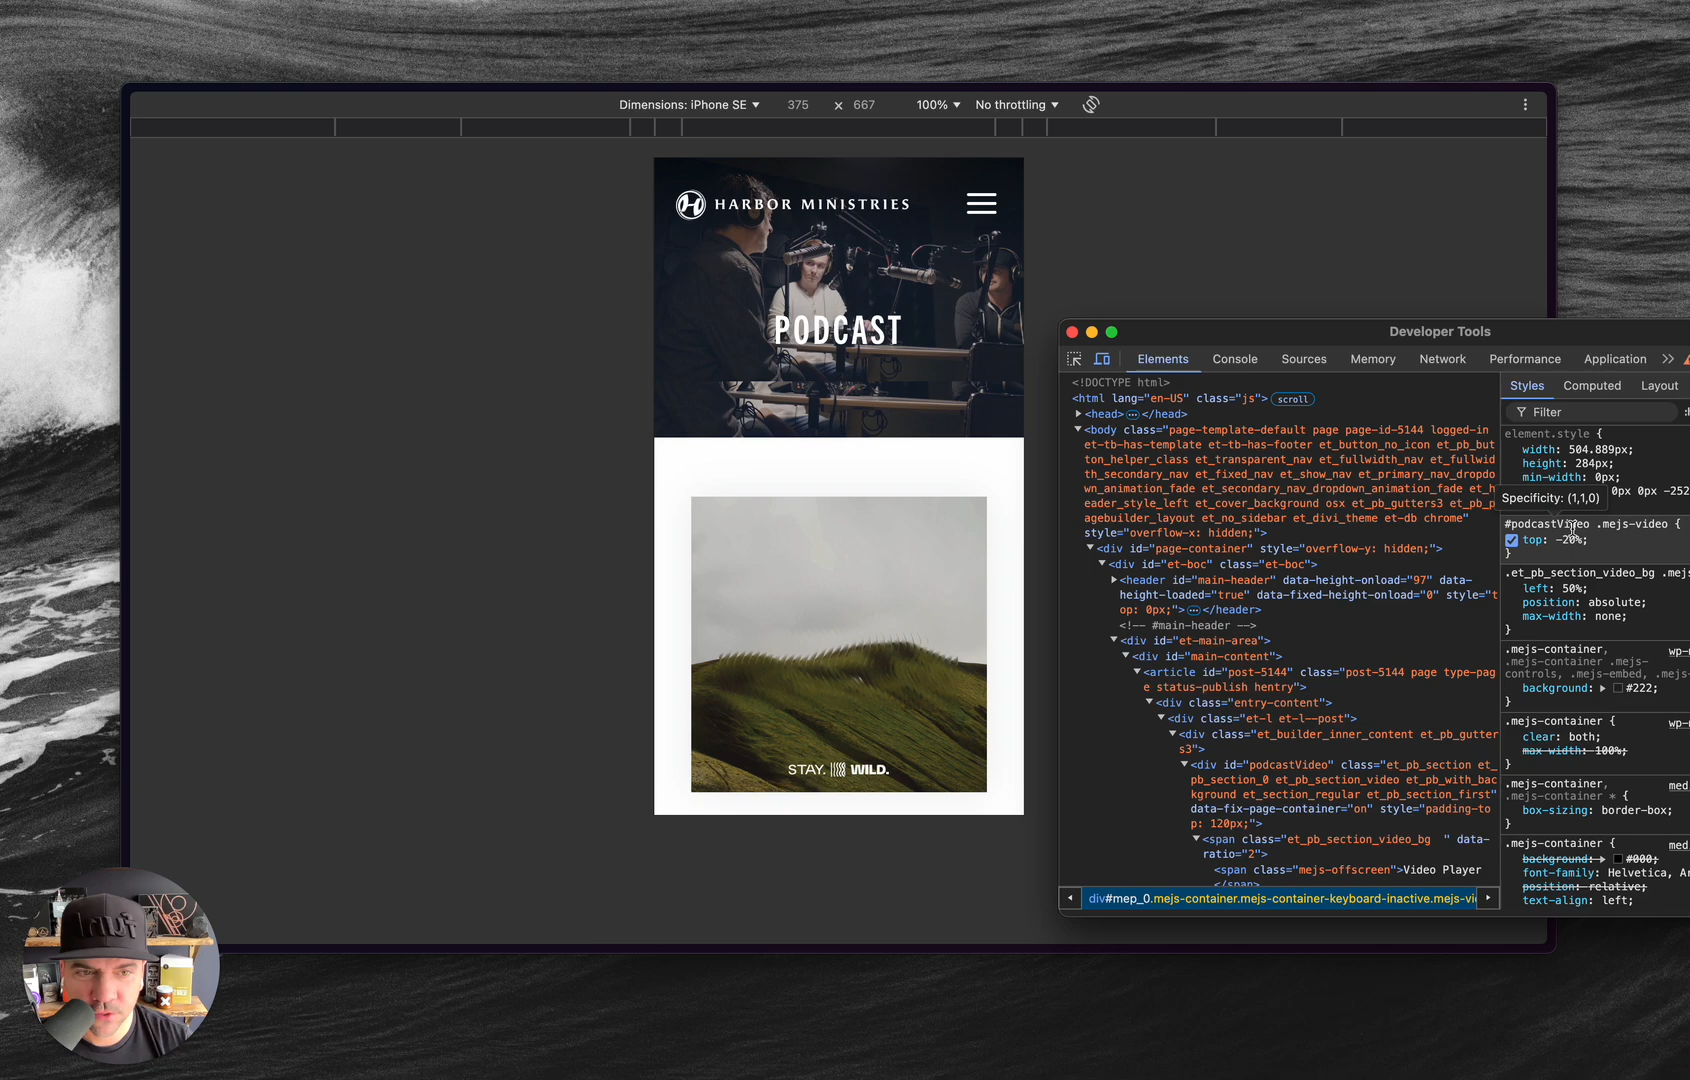 Dimensions: iPhone SE 375 × 667 100% No throttling
HARBOR MINISTRIES
PODCAST
STAY. WILD.
Developer Tools
Elements Console Sources Memory Network Performance Application
<!DOCTYPE html>
<html lang="en-US" class="js"> scroll
<head> </head>
<body class="page-template-default page page-id-5144 logged-in
et-tb-has-template et-tb-has-footer et_button_no_icon et_pb_but
ton_helper_class et_transparent_nav et_fullwidth_nav et_fullwid
th_secondary_nav et_fixed_nav et_show_nav et_primary_nav_dropdo
wn_animation_fade et_secondary_nav_dropdown_animation_fade et_h
eader_style_left et_cover_background osx et_pb_gutters3 et_pb_p
agebuilder_layout et_no_sidebar et_divi_theme et-db chrome"
style="overflow-x: hidden;">
<div id="page-container" style="overflow-y: hidden;">
<div id="et-boc" class="et-boc">
<header id="main-header" data-height-onload="97" data-
height-loaded="true" data-fixed-height-onload="0" style="t
op: 0px;"> </header>
<!-- #main-header -->
<div id="et-main-area">
<div id="main-content">
<article id="post-5144" class="post-5144 page type-pag
e status-publish hentry">
<div class="entry-content">
<div class="et-l et-l--post">
<div class="et_builder_inner_content et_pb_gutter
s3">
<div id="podcastVideo" class="et_pb_section et_
pb_section_0 et_pb_section_video et_pb_with_bac
kground et_section_regular et_pb_section_first"
data-fix-page-container="on" style="padding-to
p: 120px;">
<span class="et_pb_section_video_bg " data-
ratio="2">
<span class="mejs-offscreen">Video Player
</span>
div#mep_0.mejs-container.mejs-container-keyboard-inactive.mejs-vi
Styles Computed Layout
Filter :h
element.style {
width: 504.889px;
height: 284px;
min-width: 0px;
0px 0px -252
Specificity: (1,1,0)
#podcastVideo .mejs-video {
top: -20%;
}
.et_pb_section_video_bg .mejs
left: 50%;
position: absolute;
max-width: none;
}
.mejs-container, wp-m
.mejs-container .mejs-
controls, .mejs-embed, .mejs-
background: #222;
}
.mejs-container { wp-m
clear: both;
max-width: 100%;
}
.mejs-container, med
.mejs-container * {
box-sizing: border-box;
}
.mejs-container { med
background: #000;
font-family: Helvetica, Ar
position: relative;
text-align: left;